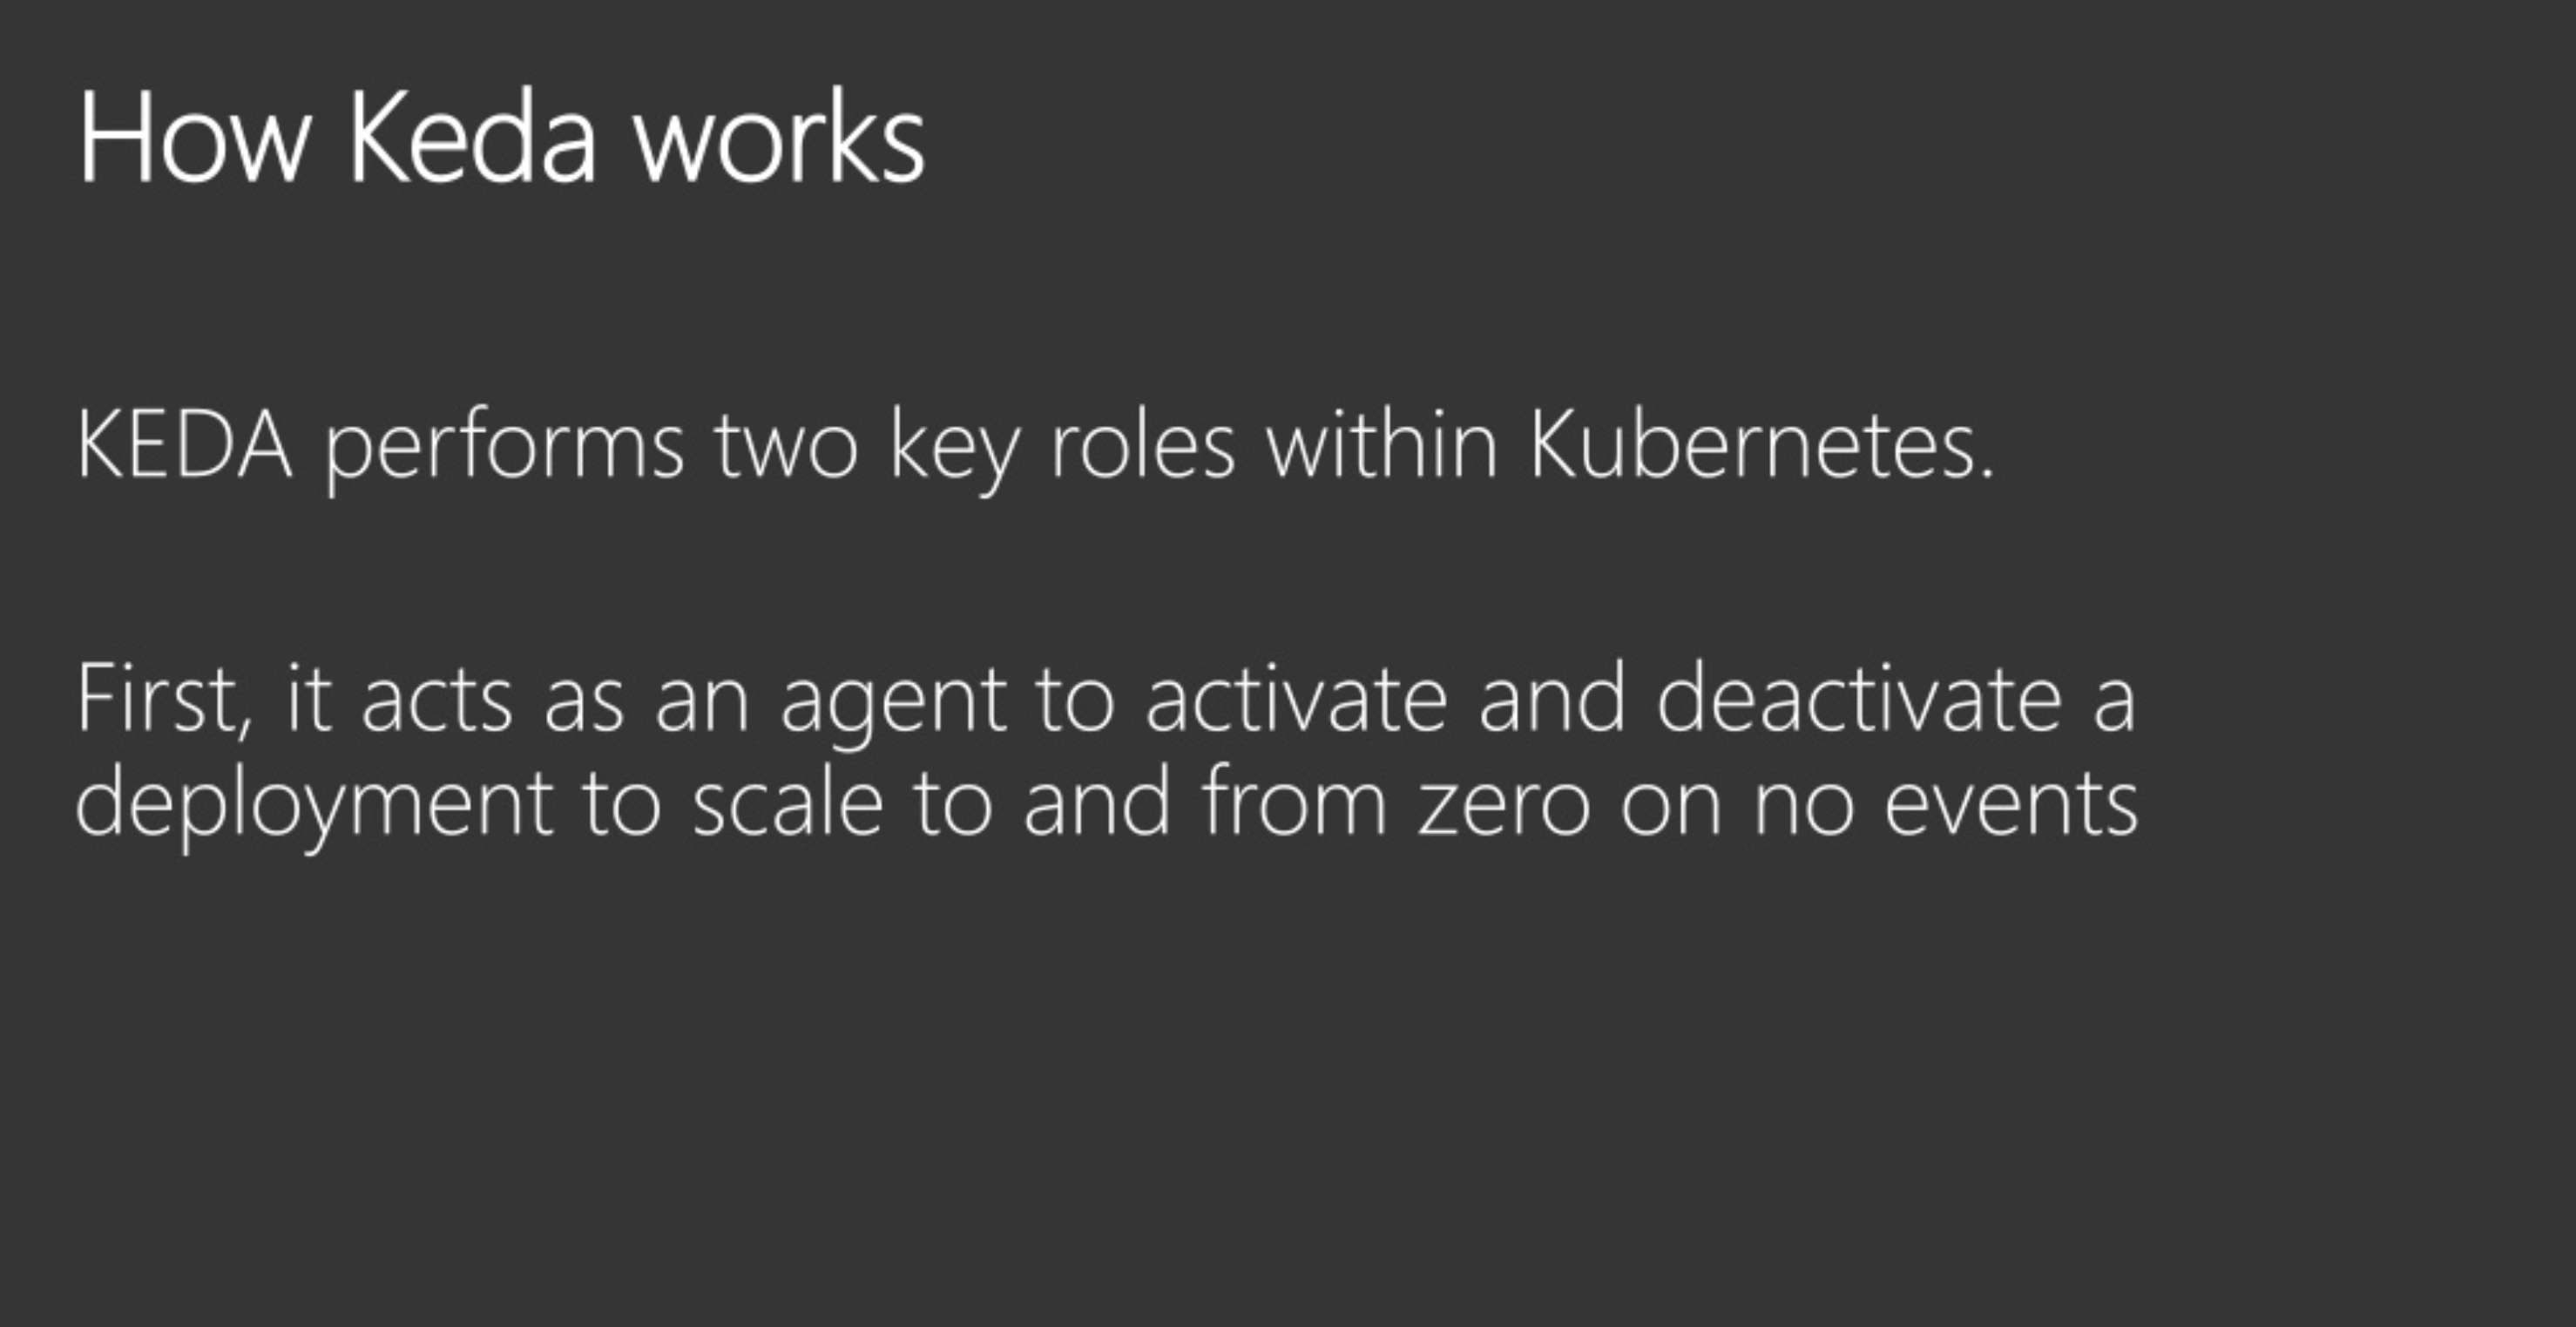 How Keda works
KEDA performs two key roles within Kubernetes.
First, it acts as an agent to activate and deactivate a
deployment to scale to and from zero on no events